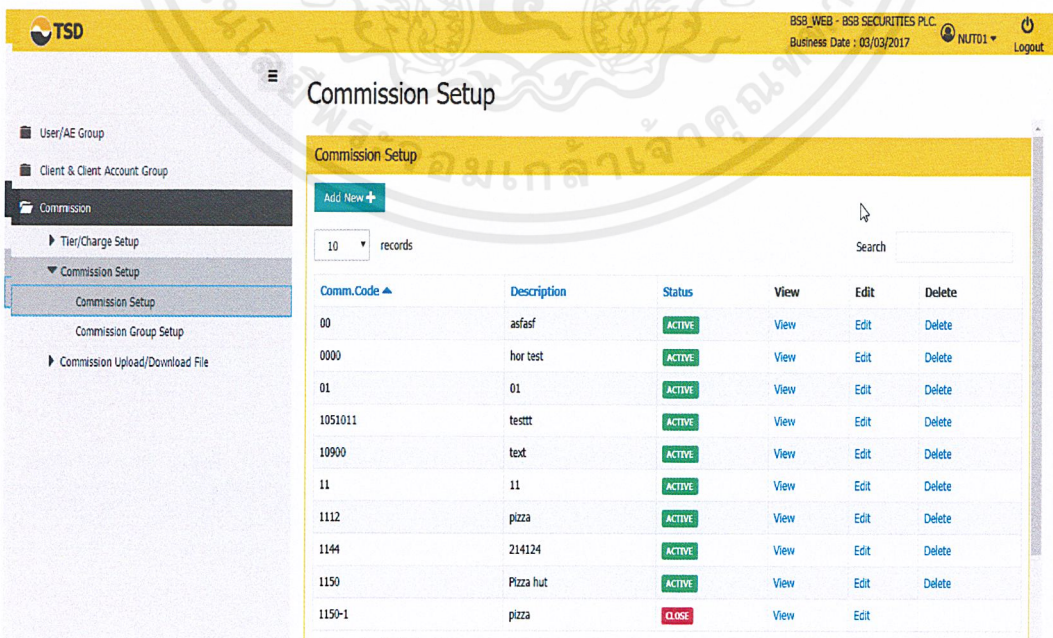 TSD
BSB_WEB - BSB SECURITIES PLC.
Business Date : 03/03/2017
NUT01
Logout
User/AE Group
Client & Client Account Group
Commission
Tier/Charge Setup
Commission Setup
Commission Setup
Commission Group Setup
Commission Upload/Download File
Commission Setup
Commission Setup
Add New +
10 records
Search
Comm.Code Description Status View Edit Delete
00 asfasf ACTIVE View Edit Delete
0000 hor test ACTIVE View Edit Delete
01 01 ACTIVE View Edit Delete
1051011 testtt ACTIVE View Edit Delete
10900 text ACTIVE View Edit Delete
11 11 ACTIVE View Edit Delete
1112 pizza ACTIVE View Edit Delete
1144 214124 ACTIVE View Edit Delete
1150 Pizza hut ACTIVE View Edit Delete
1150-1 pizza CLOSE View Edit